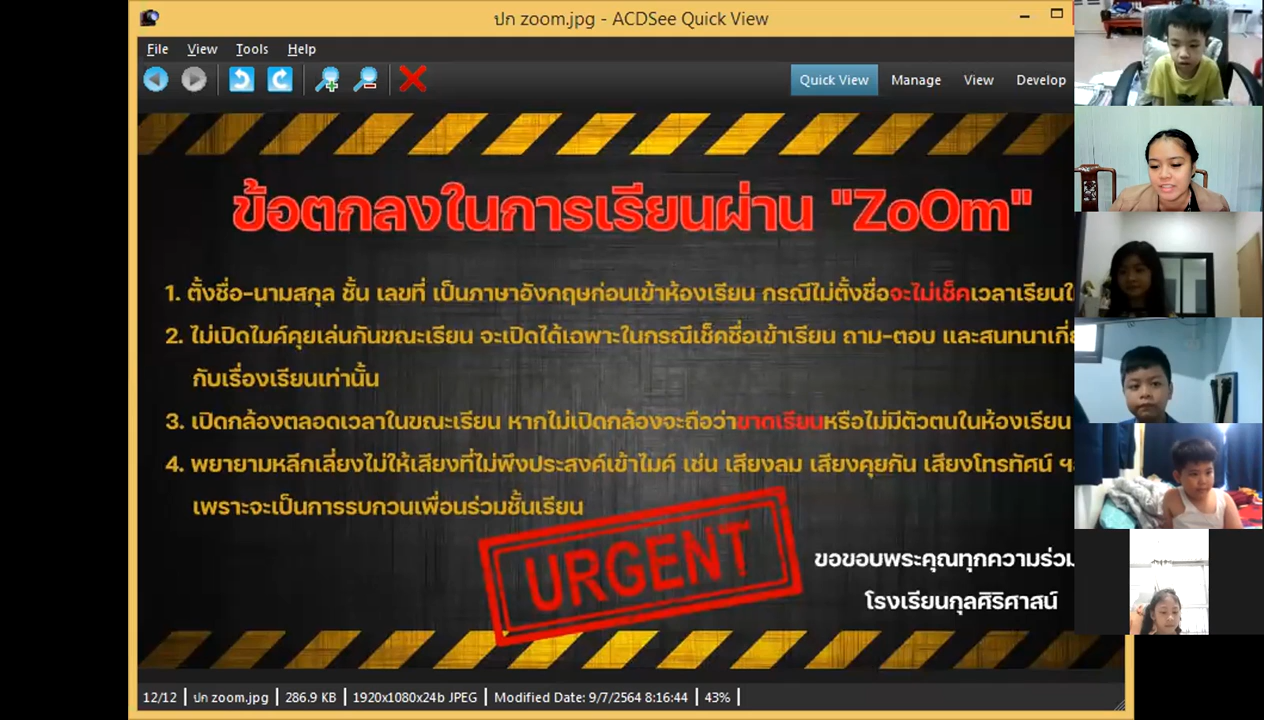 ปก zoom.jpg - ACDSee Quick View
File View Tools Help
Quick View Manage View Develop
ข้อตกลงในการเรียนผ่าน "ZoOm"
1. ตั้งชื่อ-นามสกุล ชั้น เลขที่ เป็นภาษาอังกฤษก่อนเข้าห้องเรียน กรณีไม่ตั้งชื่อจะไม่เช็คเวลาเรียน
2. ไม่เปิดไมค์คุยเล่นกันขณะเรียน จะเปิดได้เฉพาะในกรณีเช็คชื่อเข้าเรียน ถาม-ตอบ และสนทนาเกี่
กับเรื่องเรียนเท่านั้น
3. เปิดกล้องตลอดเวลาในขณะเรียน หากไม่เปิดกล้องจะถือว่าขาดเรียนหรือไม่มีตัวตนในห้องเรียน
4. พยายามหลีกเลี่ยงไม่ให้เสียงที่ไม่พึงประสงค์เข้าไมค์ เช่น เสียงลม เสียงคุยกัน เสียงโทรทัศน์
เพราะจะเป็นการรบกวนเพื่อนร่วมชั้นเรียน
URGENT
ขอขอบพระคุณทุกความร่วม
โรงเรียนกุลศิริศาสน์
12/12 ปก zoom.jpg 286.9 KB 1920x1080x24b JPEG Modified Date: 9/7/2564 8:16:44 43%